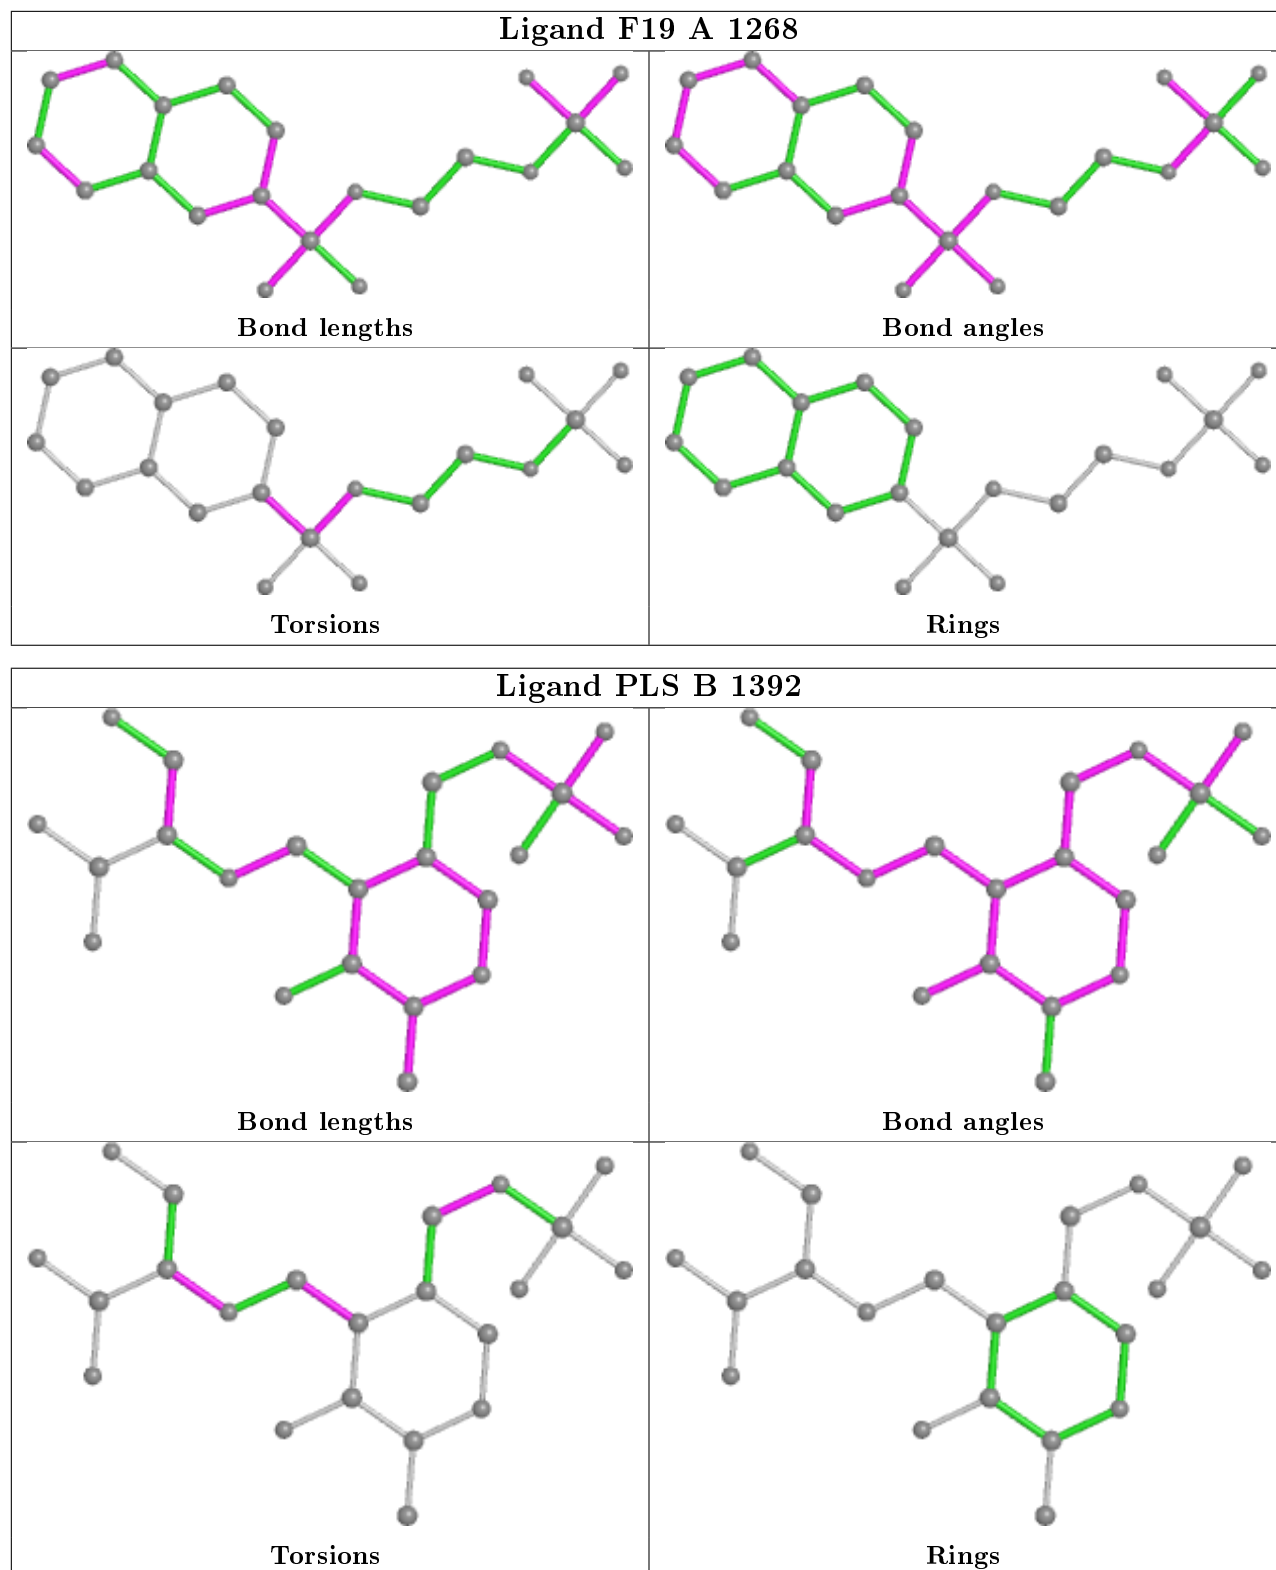 Ligand F19 A 1268
Bond lengths
Bond angles
Torsions
Rings
Ligand PLS B 1392
Bond lengths
Bond angles
Torsions
Rings